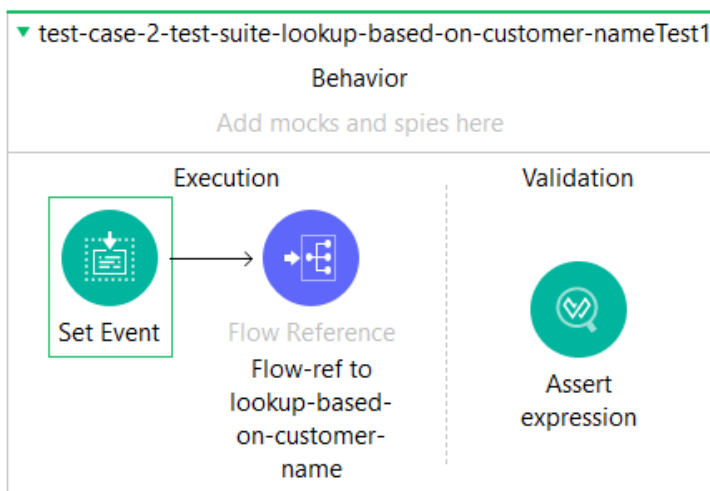 test-case-2-test-suite-lookup-based-on-customer-nameTest1
Behavior
Add mocks and spies here
Execution
Validation
Set Event
Flow Reference
Flow-ref to
lookup-based-
on-customer-
name
Assert
expression